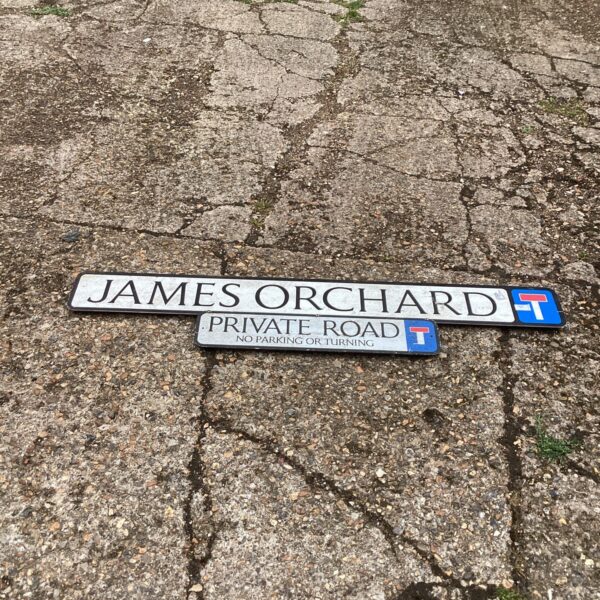 JAMES ORCHARD
PRIVATE ROAD
NO PARKING OR TURNING